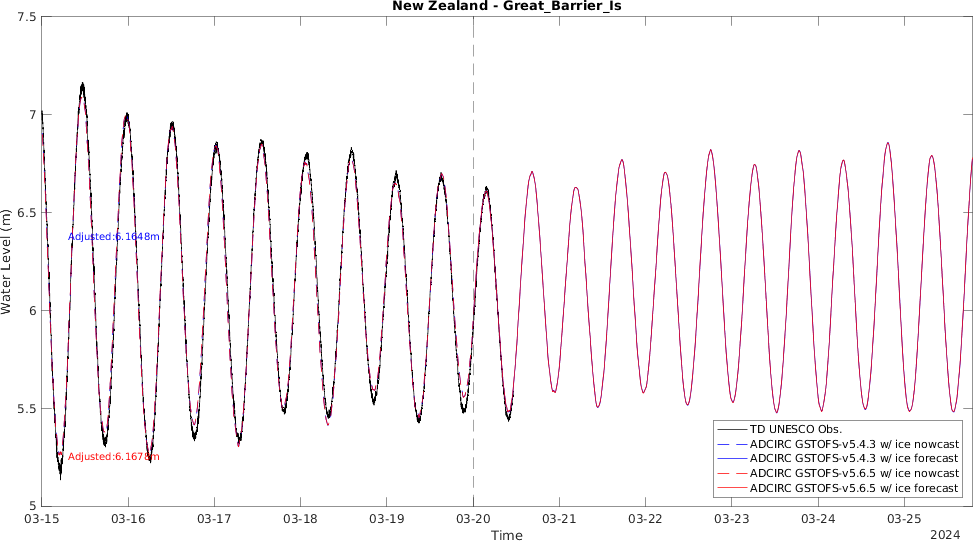 New Zealand - Great_Barrier_Is
7.5
7
6.5
6
5.5
5
Water Level (m)
Adjusted:6.1648m
Adjusted:6.1678m
TD UNESCO Obs.
ADCIRC GSTOFS-v5.4.3 w/ ice nowcast
ADCIRC GSTOFS-v5.4.3 w/ ice forecast
ADCIRC GSTOFS-v5.6.5 w/ ice nowcast
ADCIRC GSTOFS-v5.6.5 w/ ice forecast
03-15 03-16 03-17 03-18 03-19 03-20 03-21 03-22 03-23 03-24 03-25
Time
2024